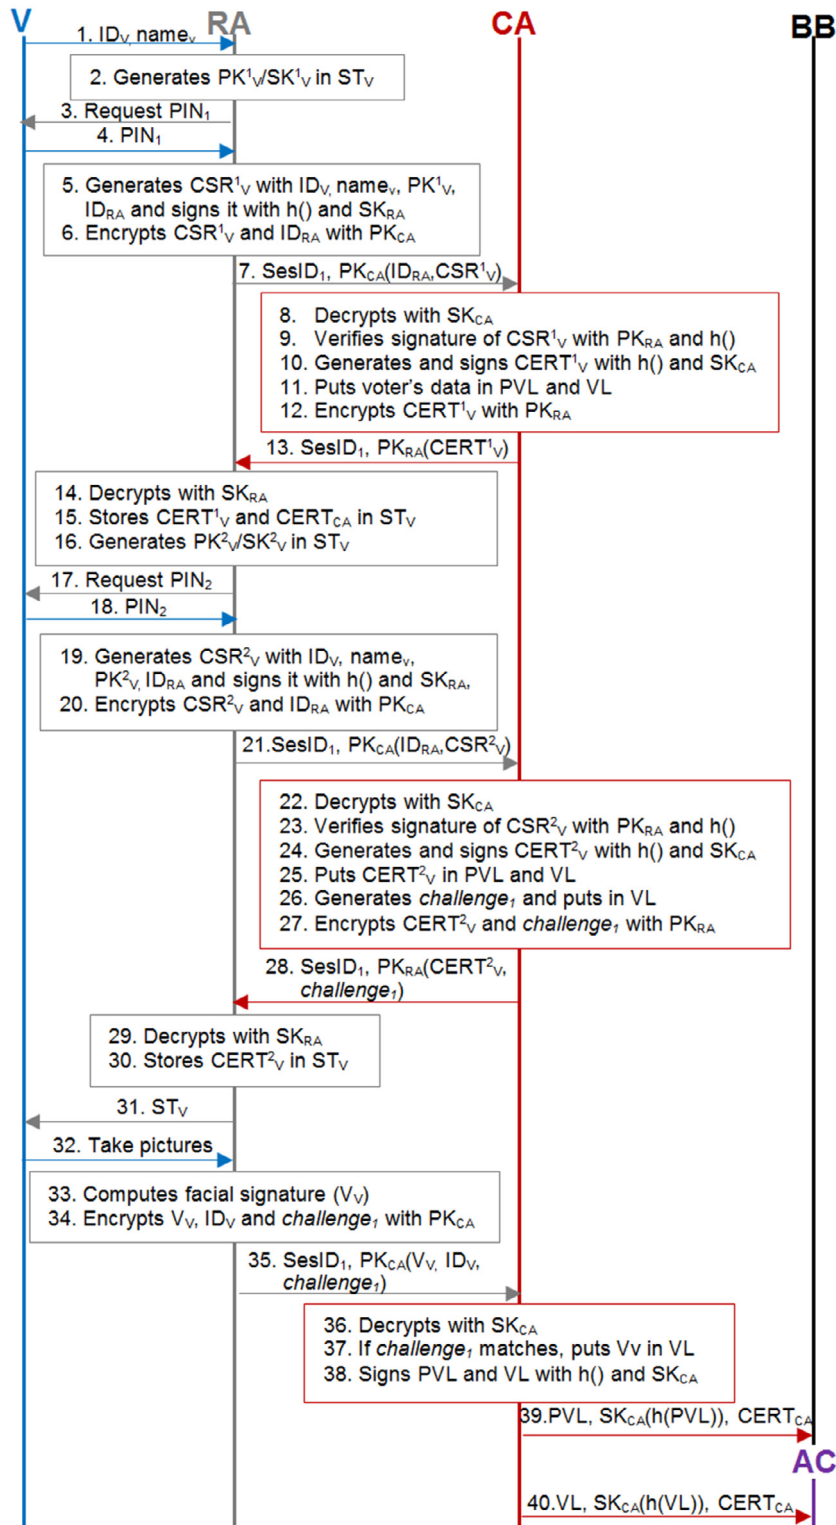 V RA CA BB
1. ID_V, name_v
2. Generates PK¹_V/SK¹_V in ST_V
3. Request PIN₁
4. PIN₁
5. Generates CSR¹_V with ID_V, name_v, PK¹_V,
ID_RA and signs it with h() and SK_RA
6. Encrypts CSR¹_V and ID_RA with PK_CA
7. SesID₁, PK_CA(ID_RA,CSR¹_V)
8. Decrypts with SK_CA
9. Verifies signature of CSR¹_V with PK_RA and h()
10. Generates and signs CERT¹_V with h() and SK_CA
11. Puts voter's data in PVL and VL
12. Encrypts CERT¹_V with PK_RA
13. SesID₁, PK_RA(CERT¹_V)
14. Decrypts with SK_RA
15. Stores CERT¹_V and CERT_CA in ST_V
16. Generates PK²_V/SK²_V in ST_V
17. Request PIN₂
18. PIN₂
19. Generates CSR²_V with ID_V, name_v,
PK²_V, ID_RA and signs it with h() and SK_RA,
20. Encrypts CSR²_V and ID_RA with PK_CA
21.SesID₁, PK_CA(ID_RA,CSR²_V)
22. Decrypts with SK_CA
23. Verifies signature of CSR²_V with PK_RA and h()
24. Generates and signs CERT²_V with h() and SK_CA
25. Puts CERT²_V in PVL and VL
26. Generates challenge₁ and puts in VL
27. Encrypts CERT²_V and challenge₁ with PK_RA
28. SesID₁, PK_RA(CERT²_V,
challenge₁)
29. Decrypts with SK_RA
30. Stores CERT²_V in ST_V
31. ST_V
32. Take pictures
33. Computes facial signature (V_V)
34. Encrypts V_V, ID_V and challenge₁ with PK_CA
35. SesID₁, PK_CA(V_V, ID_V,
challenge₁)
36. Decrypts with SK_CA
37. If challenge₁ matches, puts Vv in VL
38. Signs PVL and VL with h() and SK_CA
39.PVL, SK_CA(h(PVL)), CERT_CA
AC
40.VL, SK_CA(h(VL)), CERT_CA